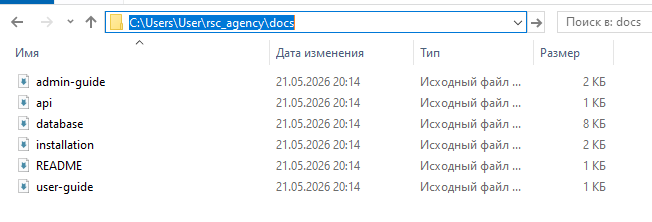 C:\Users\User\rsc_agency\docs Поиск в: docs
Имя Дата изменения Тип Размер
admin-guide 21.05.2026 20:14 Исходный файл ... 2 КБ
api 21.05.2026 20:14 Исходный файл ... 1 КБ
database 21.05.2026 20:14 Исходный файл ... 8 КБ
installation 21.05.2026 20:14 Исходный файл ... 2 КБ
README 21.05.2026 20:14 Исходный файл ... 1 КБ
user-guide 21.05.2026 20:14 Исходный файл ... 1 КБ